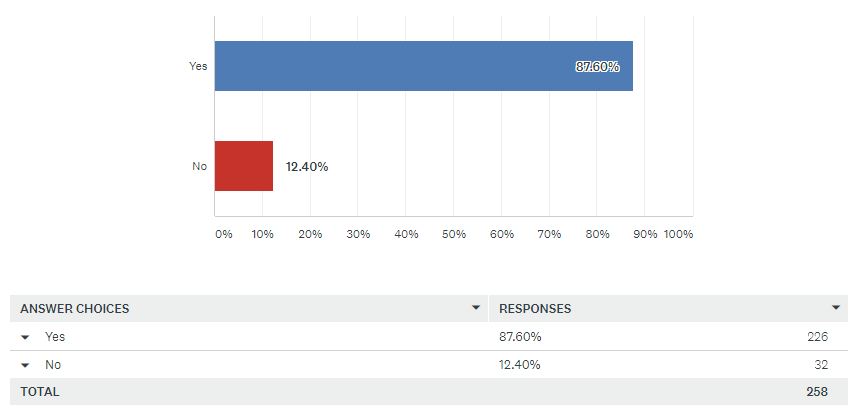 Yes 87.60%
No 12.40%
0% 10% 20% 30% 40% 50% 60% 70% 80% 90% 100%
ANSWER CHOICES RESPONSES
Yes 87.60% 226
No 12.40% 32
TOTAL 258